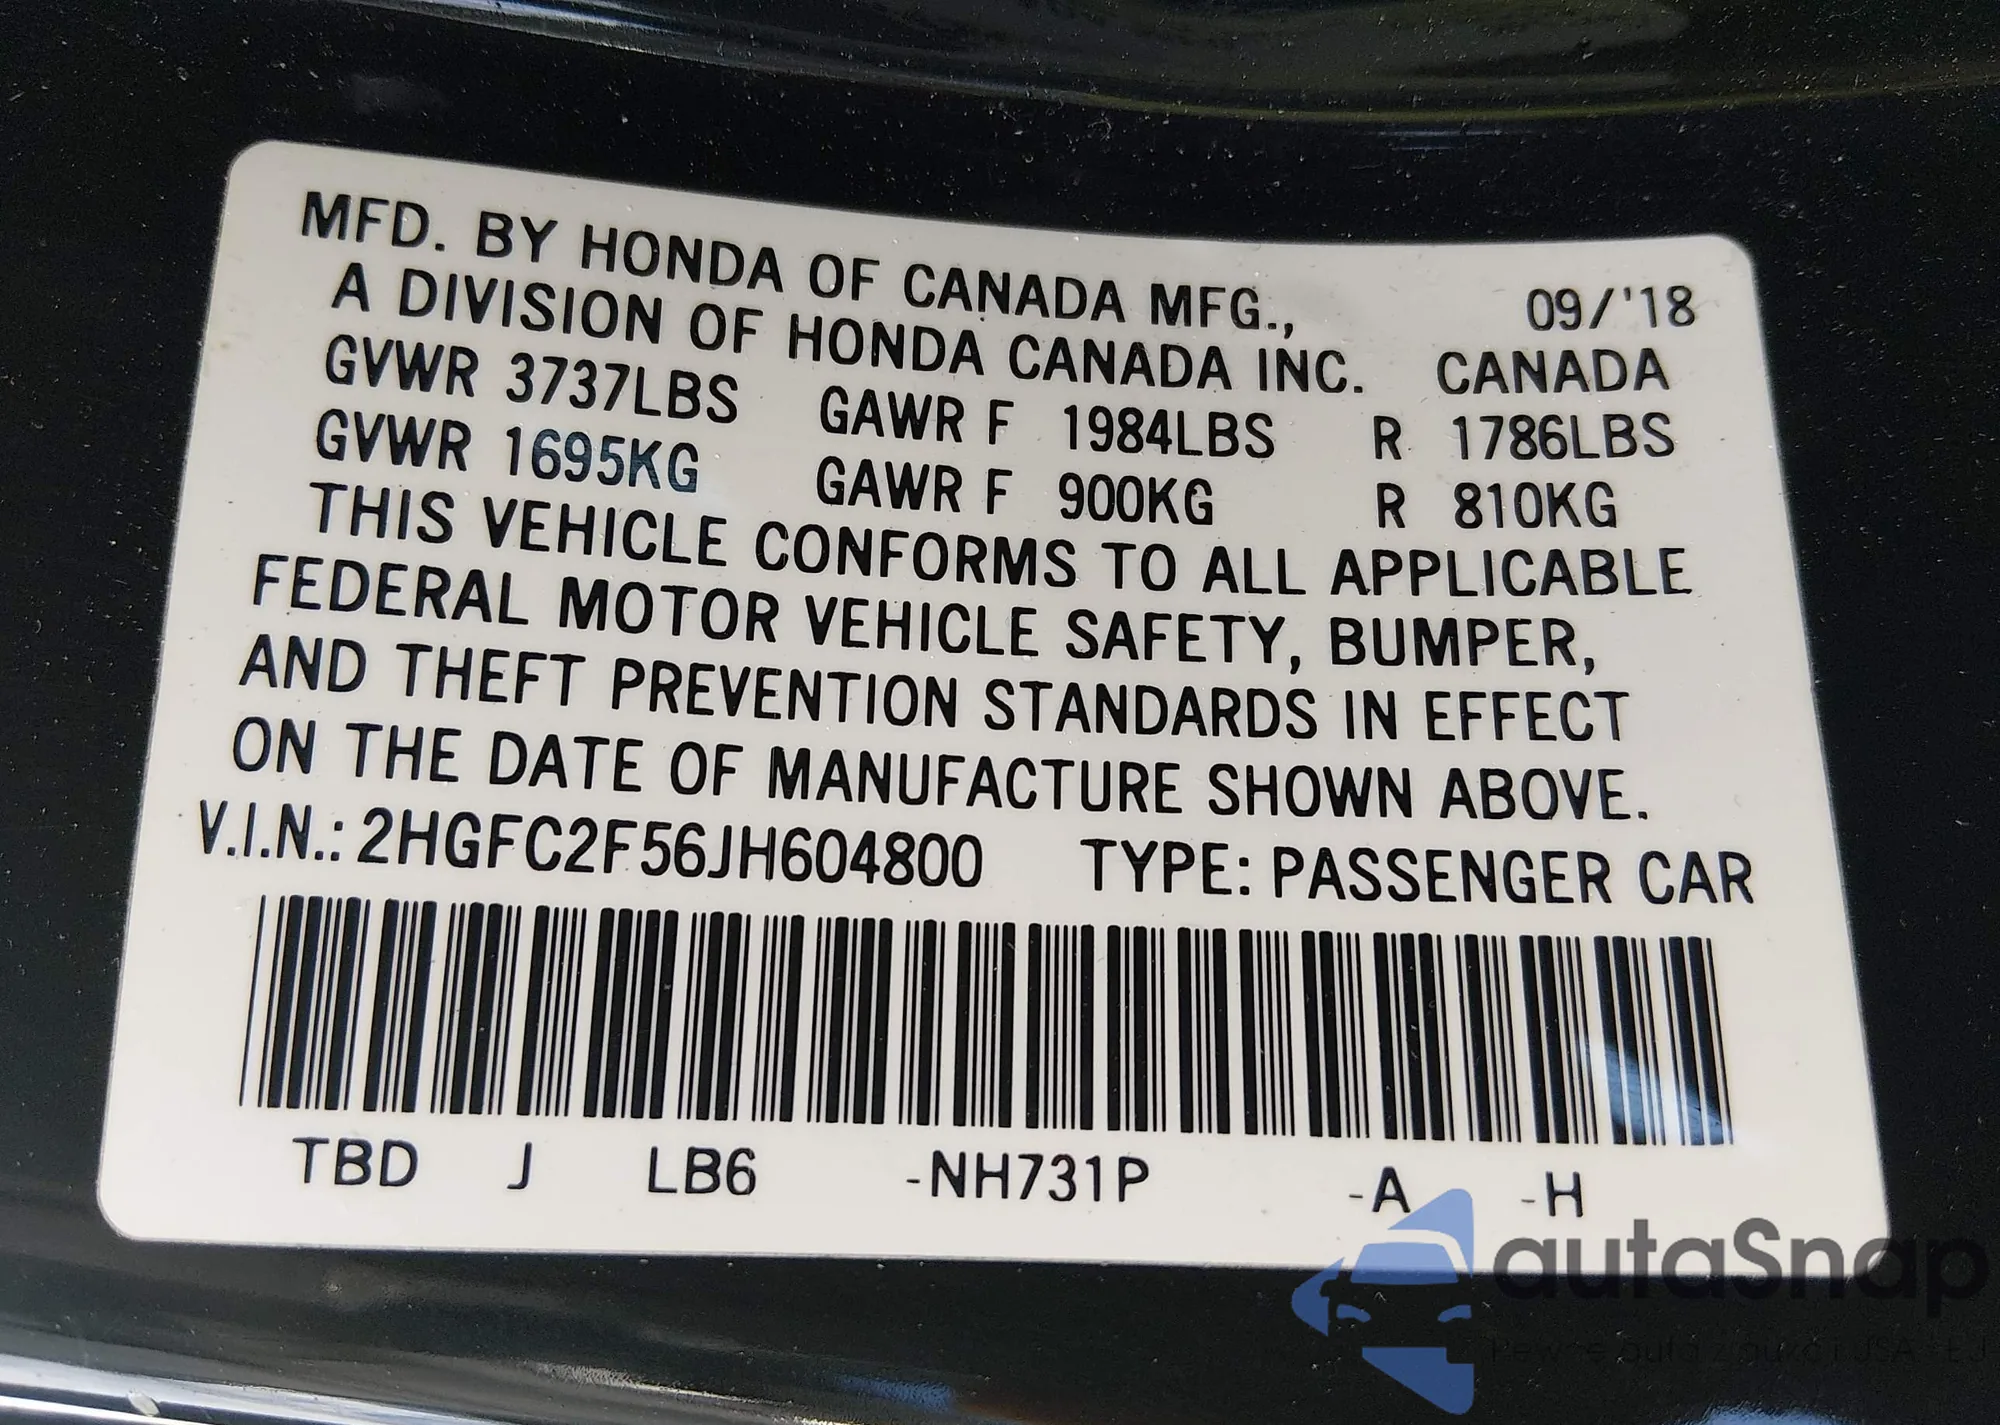 MFD. BY HONDA OF CANADA MFG., 09/'18
A DIVISION OF HONDA CANADA INC. CANADA
GVWR 3737LBS GAWR F 1984LBS R 1786LBS
GVWR 1695KG GAWR F 900KG R 810KG
THIS VEHICLE CONFORMS TO ALL APPLICABLE
FEDERAL MOTOR VEHICLE SAFETY, BUMPER,
AND THEFT PREVENTION STANDARDS IN EFFECT
ON THE DATE OF MANUFACTURE SHOWN ABOVE.
V.I.N.: 2HGFC2F56JH604800 TYPE: PASSENGER CAR
TBD J LB6 -NH731P -A -H
autaSnap